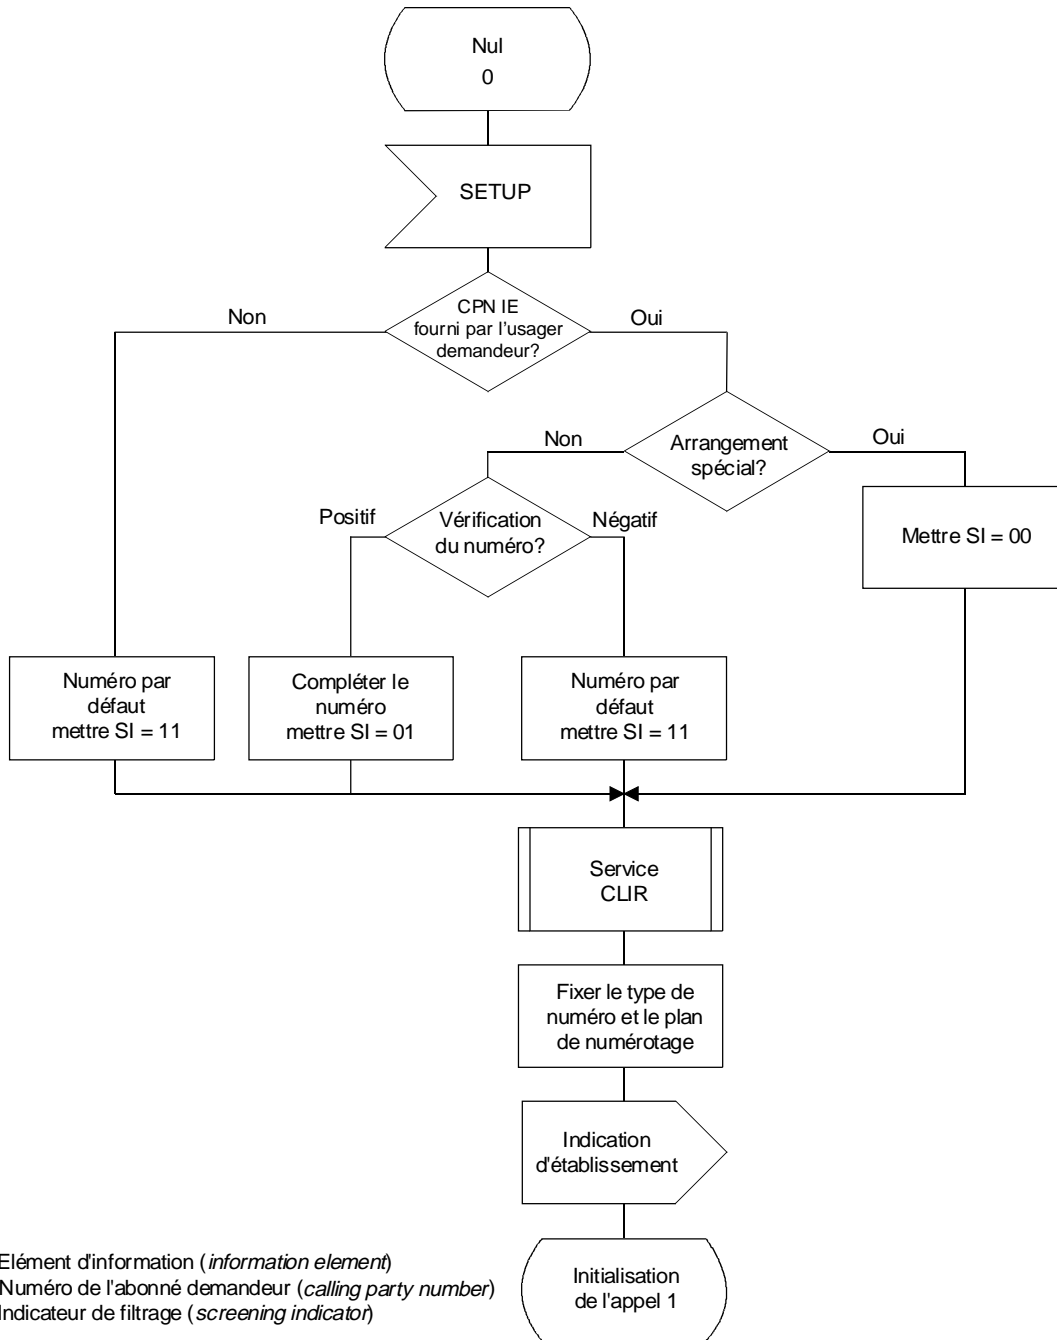 Nul
0
SETUP
CPN IE
fourni par l'usager
demandeur?
Non
Oui
Arrangement
spécial?
Non
Oui
Vérification
du numéro?
Positif
Négatif
Mettre SI = 00
Numéro par
défaut
mettre SI = 11
Compléter le
numéro
mettre SI = 01
Numéro par
défaut
mettre SI = 11
Service
CLIR
Fixer le type de
numéro et le plan
de numérotage
Indication
d'établissement
Initialisation
de l'appel 1
Elément d'information (information element)
Numéro de l'abonné demandeur (calling party number)
Indicateur de filtrage (screening indicator)